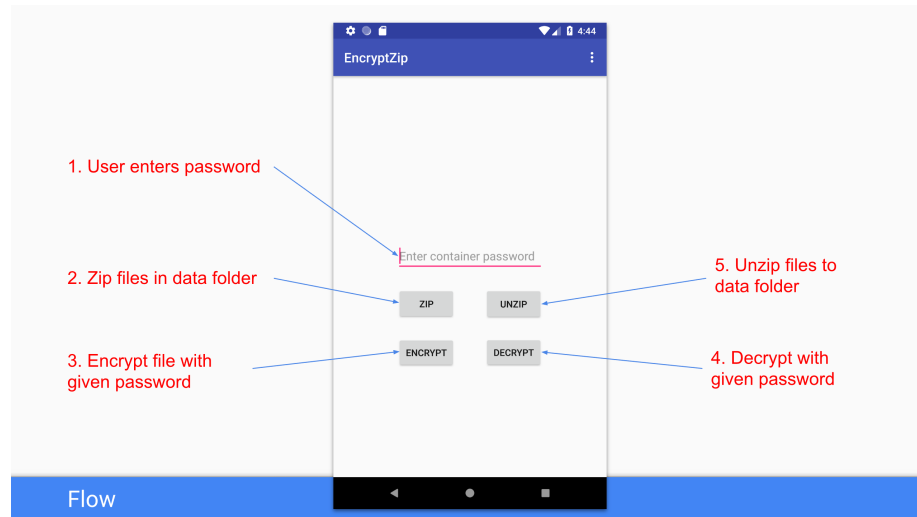 4:44
EncryptZip
1. User enters password
Enter container password
2. Zip files in data folder
5. Unzip files to
data folder
ZIP
UNZIP
3. Encrypt file with
given password
ENCRYPT
DECRYPT
4. Decrypt with
given password
Flow